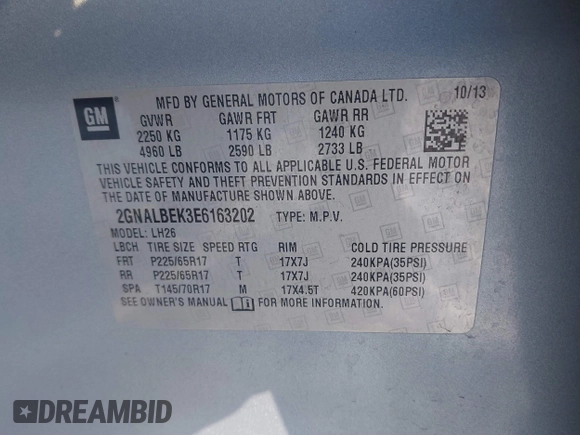 GM
MFD BY GENERAL MOTORS OF CANADA LTD. 10/13
GVWR GAWR FRT GAWR RR
2250 KG 1175 KG 1240 KG
4960 LB 2590 LB 2733 LB
THIS VEHICLE CONFORMS TO ALL APPLICABLE U.S. FEDERAL MOTOR
VEHICLE SAFETY AND THEFT PREVENTION STANDARDS IN EFFECT ON
THE DATE OF MANUFACTURE SHOWN ABOVE.
2GNALBEK3E6163202 TYPE: M.P.V.
MODEL: LH26
LBCH TIRE SIZE SPEED RTG RIM COLD TIRE PRESSURE
FRT P225/65R17 T 17X7J 240KPA(35PSI)
RR P225/65R17 T 17X7J 240KPA(35PSI)
SPA T145/70R17 M 17X4.5T 420KPA(60PSI)
SEE OWNER'S MANUAL FOR MORE INFORMATION.
DREAMBID